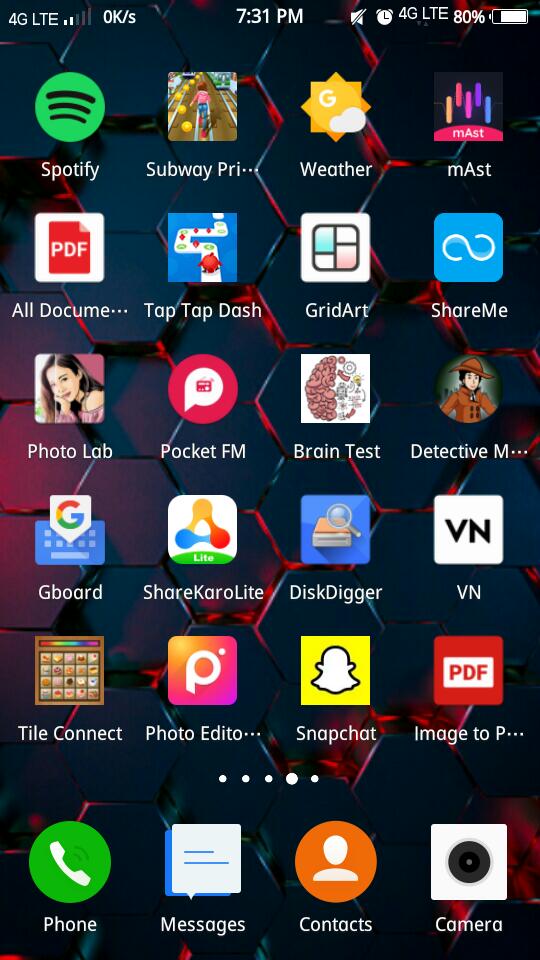 4G LTE 0K/s 7:31 PM 4G LTE 80%
G mAst
Spotify Subway Pri··· Weather mAst
PDF
All Docume··· Tap Tap Dash GridArt ShareMe
Photo Lab Pocket FM Brain Test Detective M···
G Lite VN
Gboard ShareKaroLite DiskDigger VN
PDF
Tile Connect Photo Edito··· Snapchat Image to P···
Phone Messages Contacts Camera